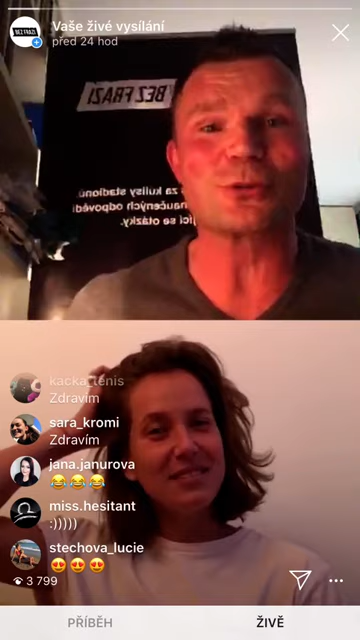 BEZ FRÁZÍ
Vaše živé vysílání
před 24 hod
BEZ FRÁZÍ
za kulisy stadionů
naučených odpovědí
jící se otázky.
kacka_tenis
Zdravím
sara_kromi
Zdravím
jana.janurova
😂😂😂
miss.hesitant
:)))))
stechova_lucie
😍😍😍
3 799
PŘÍBĚH
ŽIVĚ